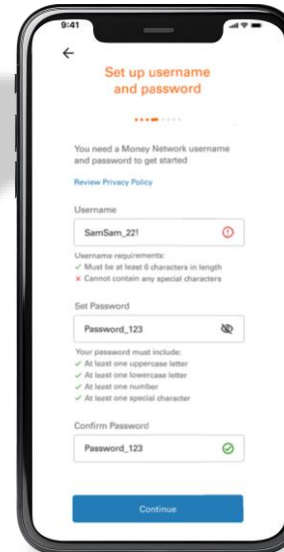 9:41
Set up username
and password
You need a Money Network username
and password to get started
Review Privacy Policy
Username
SamSam_22!
Username requirements:
✓ Must be at least 6 characters in length
× Cannot contain any special characters
Set Password
Password_123
Your password must include:
✓ At least one uppercase letter
✓ At least one lowercase letter
✓ At least one number
✓ At least one special character
Confirm Password
Password_123
Continue